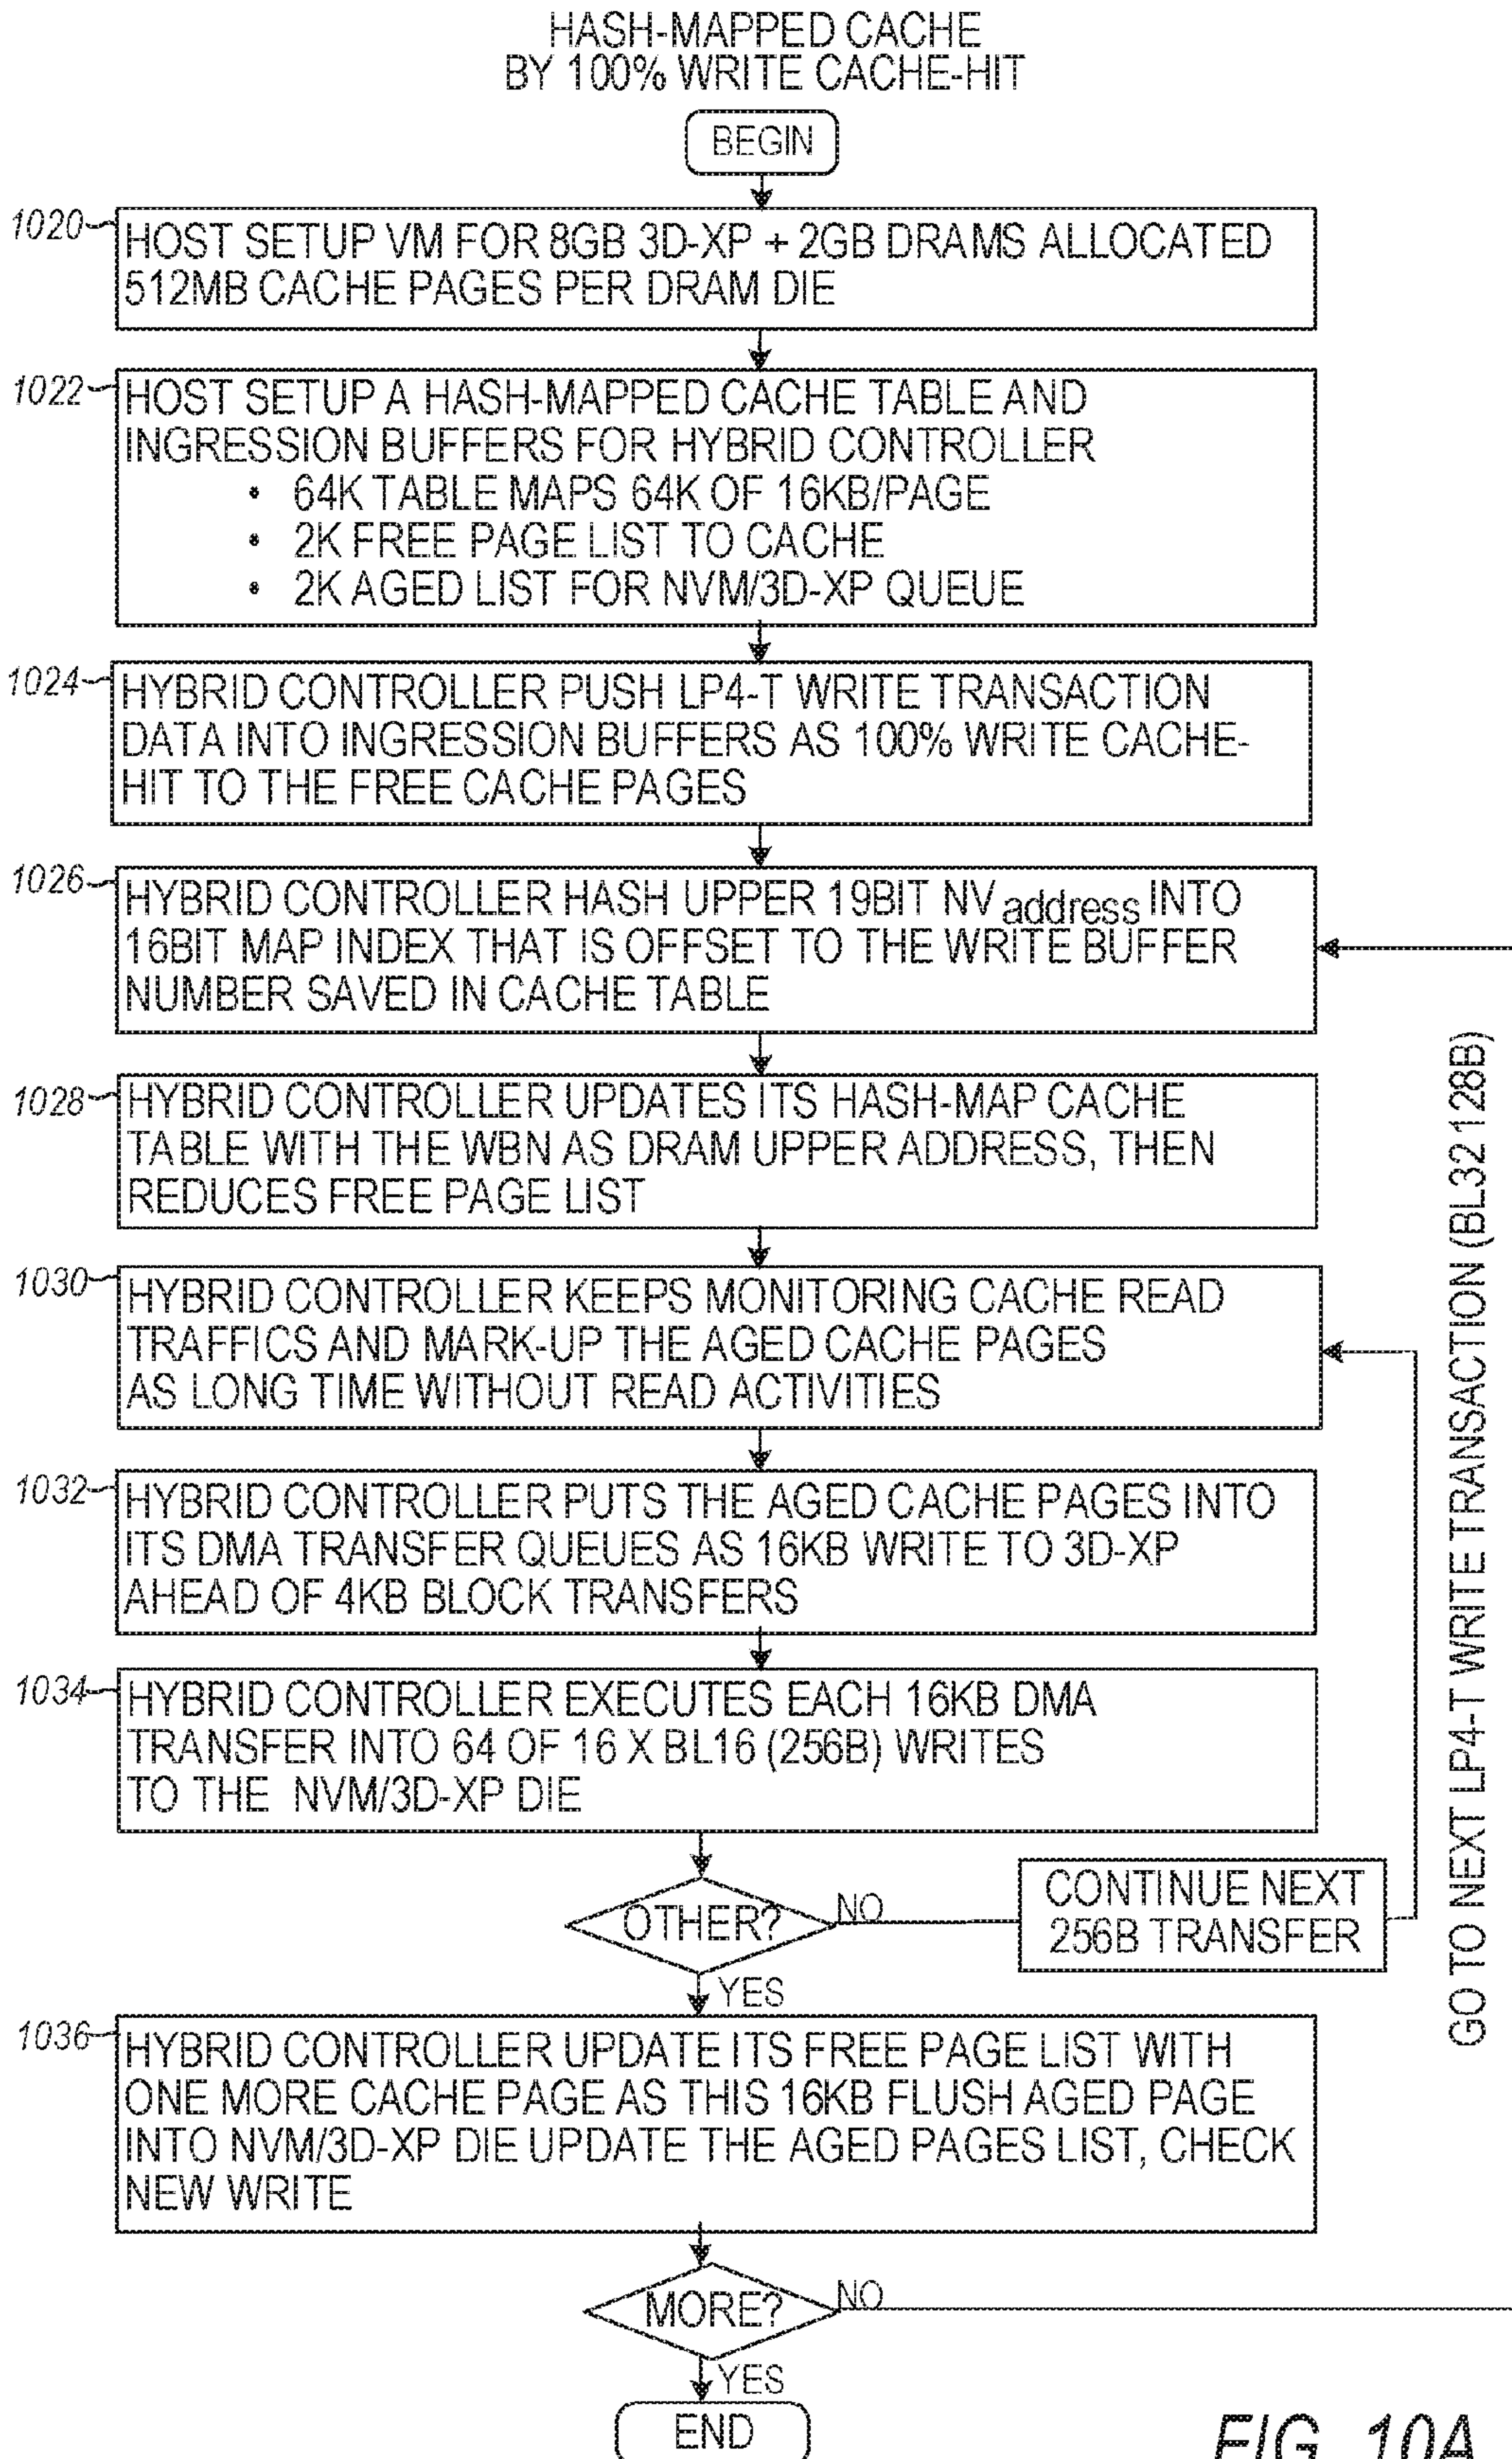 HASH-MAPPED CACHE
BY 100% WRITE CACHE-HIT
BEGIN
1020
HOST SETUP VM FOR 8GB 3D-XP + 2GB DRAMS ALLOCATED
512MB CACHE PAGES PER DRAM DIE
1022
HOST SETUP A HASH-MAPPED CACHE TABLE AND
INGRESSION BUFFERS FOR HYBRID CONTROLLER
• 64K TABLE MAPS 64K OF 16KB/PAGE
• 2K FREE PAGE LIST TO CACHE
• 2K AGED LIST FOR NVM/3D-XP QUEUE
1024
HYBRID CONTROLLER PUSH LP4-T WRITE TRANSACTION
DATA INTO INGRESSION BUFFERS AS 100% WRITE CACHE-
HIT TO THE FREE CACHE PAGES
1026
HYBRID CONTROLLER HASH UPPER 19BIT NV address INTO
16BIT MAP INDEX THAT IS OFFSET TO THE WRITE BUFFER
NUMBER SAVED IN CACHE TABLE
1028
HYBRID CONTROLLER UPDATES ITS HASH-MAP CACHE
TABLE WITH THE WBN AS DRAM UPPER ADDRESS, THEN
REDUCES FREE PAGE LIST
1030
HYBRID CONTROLLER KEEPS MONITORING CACHE READ
TRAFFICS AND MARK-UP THE AGED CACHE PAGES
AS LONG TIME WITHOUT READ ACTIVITIES
1032
HYBRID CONTROLLER PUTS THE AGED CACHE PAGES INTO
ITS DMA TRANSFER QUEUES AS 16KB WRITE TO 3D-XP
AHEAD OF 4KB BLOCK TRANSFERS
1034
HYBRID CONTROLLER EXECUTES EACH 16KB DMA
TRANSFER INTO 64 OF 16 X BL16 (256B) WRITES
TO THE NVM/3D-XP DIE
OTHER?
NO
CONTINUE NEXT
256B TRANSFER
YES
1036
HYBRID CONTROLLER UPDATE ITS FREE PAGE LIST WITH
ONE MORE CACHE PAGE AS THIS 16KB FLUSH AGED PAGE
INTO NVM/3D-XP DIE UPDATE THE AGED PAGES LIST, CHECK
NEW WRITE
MORE?
NO
YES
END
GO TO NEXT LP4-T WRITE TRANSACTION (BL32 128B)
FIG. 10A